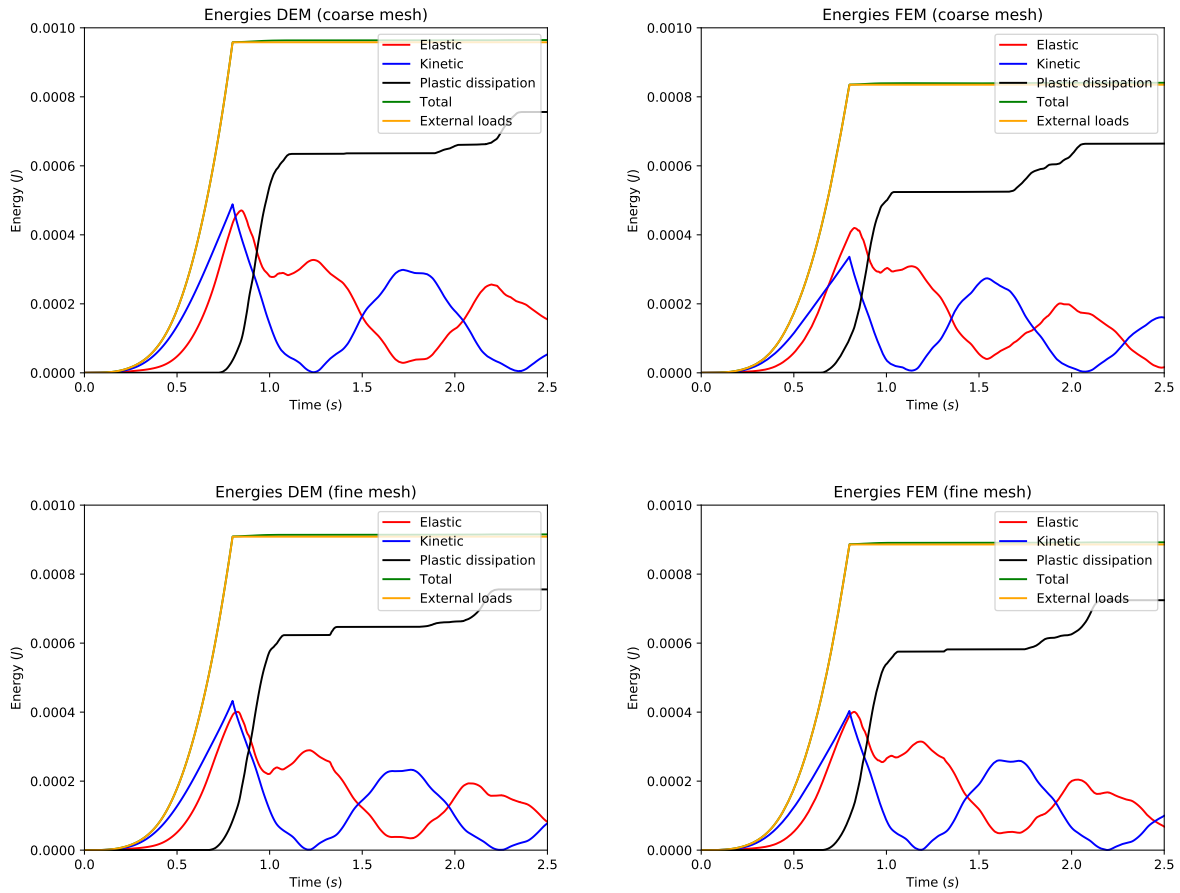 Energies DEM (coarse mesh)
Energy (J)
0.0010
0.0008
0.0006
0.0004
0.0002
0.0000
Elastic
Kinetic
Plastic dissipation
Total
External loads
0.0 0.5 1.0 1.5 2.0 2.5
Time (s)
Energies FEM (coarse mesh)
Energy (J)
0.0010
0.0008
0.0006
0.0004
0.0002
0.0000
Elastic
Kinetic
Plastic dissipation
Total
External loads
0.0 0.5 1.0 1.5 2.0 2.5
Time (s)
Energies DEM (fine mesh)
Energy (J)
0.0010
0.0008
0.0006
0.0004
0.0002
0.0000
Elastic
Kinetic
Plastic dissipation
Total
External loads
0.0 0.5 1.0 1.5 2.0 2.5
Time (s)
Energies FEM (fine mesh)
Energy (J)
0.0010
0.0008
0.0006
0.0004
0.0002
0.0000
Elastic
Kinetic
Plastic dissipation
Total
External loads
0.0 0.5 1.0 1.5 2.0 2.5
Time (s)